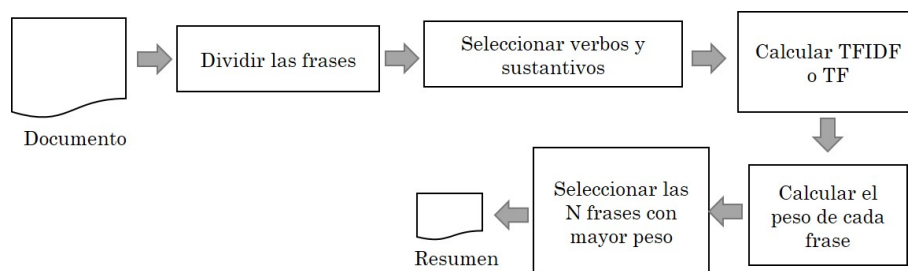 Documento
Dividir las frases
Seleccionar verbos y
sustantivos
Calcular TFIDF
o TF
Calcular el
peso de cada
frase
Seleccionar las
N frases con
mayor peso
Resumen